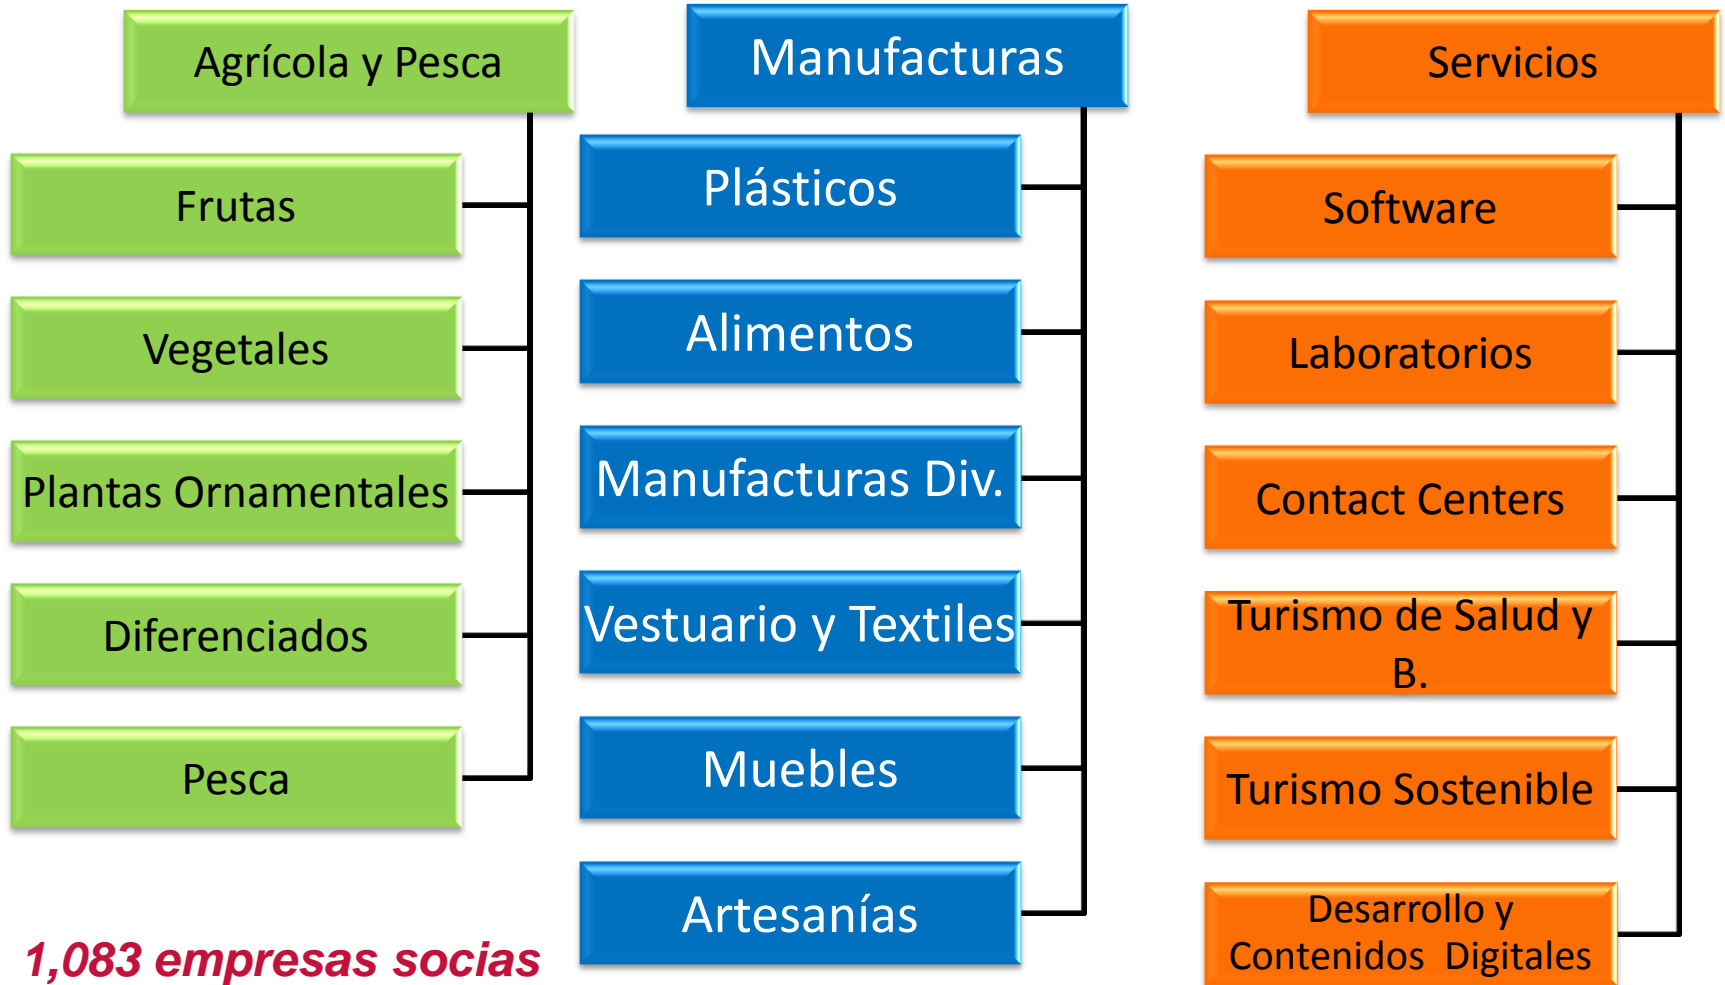 Agrícola y Pesca
Frutas
Vegetales
Plantas Ornamentales
Diferenciados
Pesca
Manufacturas
Plásticos
Alimentos
Manufacturas Div.
Vestuario y Textiles
Muebles
Artesanías
Servicios
Software
Laboratorios
Contact Centers
Turismo de Salud y
B.
Turismo Sostenible
Desarrollo y
Contenidos Digitales
1,083 empresas socias